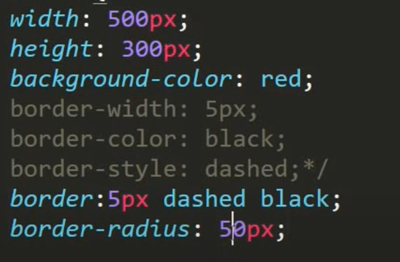 width: 500px;
height: 300px;
background-color: red;
border-width: 5px;
border-color: black;
border-style: dashed;*/
border:5px dashed black;
border-radius: 50px;